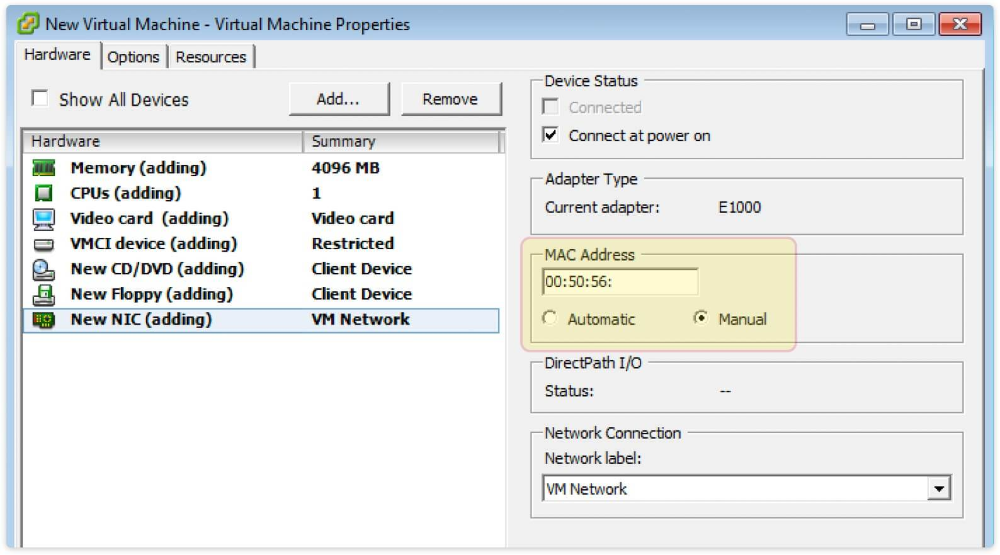 New Virtual Machine - Virtual Machine Properties
Hardware
Options
Resources
Show All Devices
Add...
Remove
Hardware Summary
Memory (adding) 4096 MB
CPUs (adding) 1
Video card (adding) Video card
VMCI device (adding) Restricted
New CD/DVD (adding) Client Device
New Floppy (adding) Client Device
New NIC (adding) VM Network
Device Status
Connected
Connect at power on
Adapter Type
Current adapter: E1000
MAC Address
00:50:56:
Automatic Manual
DirectPath I/O
Status: --
Network Connection
Network label:
VM Network